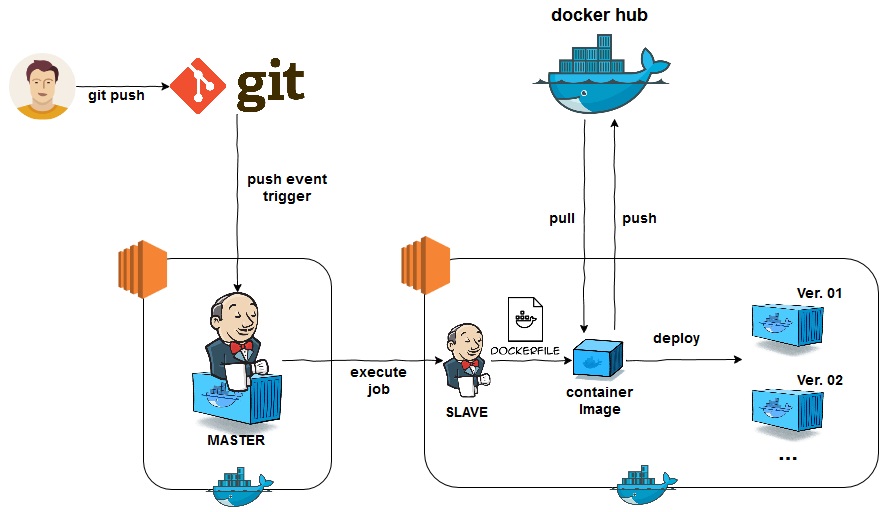 docker hub
git
git push
push event
trigger
pull
push
Ver. 01
DOCKERFILE
deploy
execute
job
container
Image
Ver. 02
SLAVE
MASTER
...